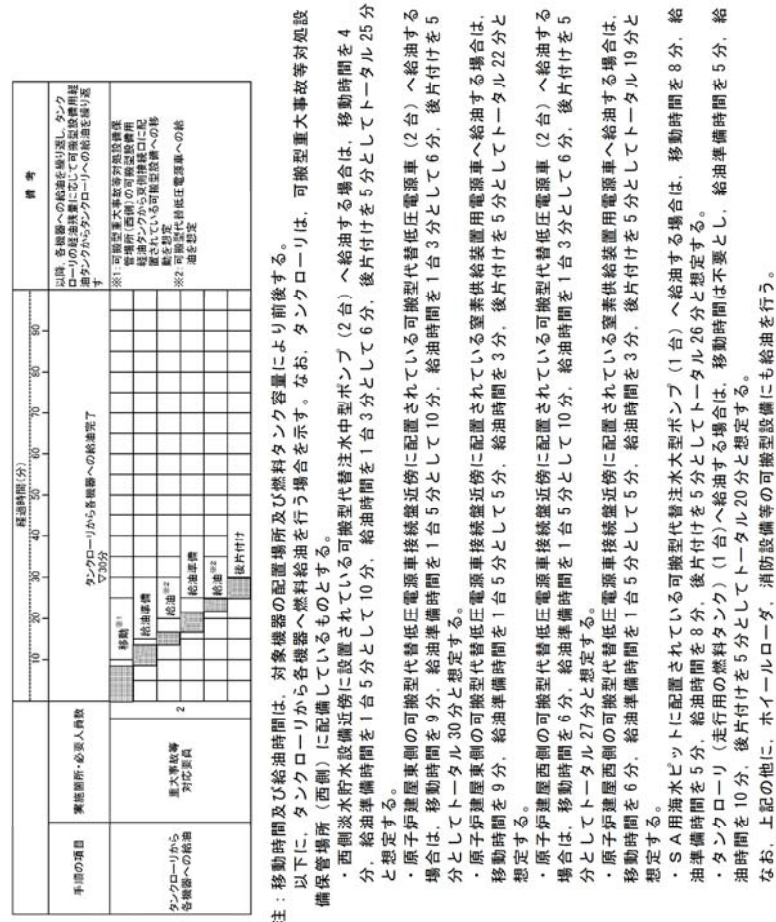 手順の項目
実施箇所・必要人員数
経過時間(分)
10 20 30 40 50 60 70 80 90
備考
タンクローリから各機器への給油完了
▽30分
タンクローリから
各機器への給油
重大事故等
対応要員
2
移動※1
給油準備
給油※2
給油準備
給油※2
後片付け
以降,各機器への給油を繰り返し,タンク
ローリの軽油残量に応じて可搬型設備用軽
油タンクからタンクローリへの給油を繰り返
す
※1:可搬型重大事故等対処設備保
管場所(西側)の可搬型設備用
軽油タンクから東側接続口に配
置されている可搬型設備への移
動を想定
※2:可搬型代替低圧電源車への給
油を想定
注:移動時間及び給油時間は,対象機器の配置場所及び燃料タンク容量により前後する。
以下に,タンクローリから各機器へ燃料給油を行う場合を示す。なお,タンクローリは,可搬型重大事故等対処設
備保管場所(西側)に配備しているものとする。
・西側淡水貯水設備近傍に設置されている可搬型代替注水中型ポンプ(2台)へ給油する場合は,移動時間を4
分,給油準備時間を1台5分として10分,給油時間を1台3分として6分,後片付けを5分としてトータル25分
と想定する。
・原子炉建屋東側の可搬型代替低圧電源車接続盤近傍に配置されている可搬型代替低圧電源車(2台)へ給油する
場合は,移動時間を9分,給油準備時間を1台5分として10分,給油時間を1台3分として6分,後片付けを5
分としてトータル30分と想定する。
・原子炉建屋東側の可搬型代替低圧電源車接続盤近傍に配置されている窒素供給装置用電源車へ給油する場合は,
移動時間を9分,給油準備時間を1台5分として5分,給油時間を3分,後片付けを5分としてトータル22分と
想定する。
・原子炉建屋西側の可搬型代替低圧電源車接続盤近傍に配置されている可搬型代替低圧電源車(2台)へ給油する
場合は,移動時間を6分,給油準備時間を1台5分として10分,給油時間を1台3分として6分,後片付けを5
分としてトータル27分と想定する。
・原子炉建屋西側の可搬型代替低圧電源車接続盤近傍に配置されている窒素供給装置用電源車へ給油する場合は,
移動時間を6分,給油準備時間を1台5分として5分,給油時間を3分,後片付けを5分としてトータル19分と
想定する。
・SA用海水ピットに配置されている可搬型代替注水大型ポンプ(1台)へ給油する場合は,移動時間を8分,給
油準備時間を5分,給油時間を8分,後片付けを5分としてトータル26分と想定する。
・タンクローリ(走行用の燃料タンク)(1台)へ給油する場合は,移動時間は不要とし,給油準備時間を5分,給
油時間を10分,後片付けを5分としてトータル20分と想定する。
なお,上記の他に,ホイールローダ,消防設備等の可搬型設備にも給油を行う。